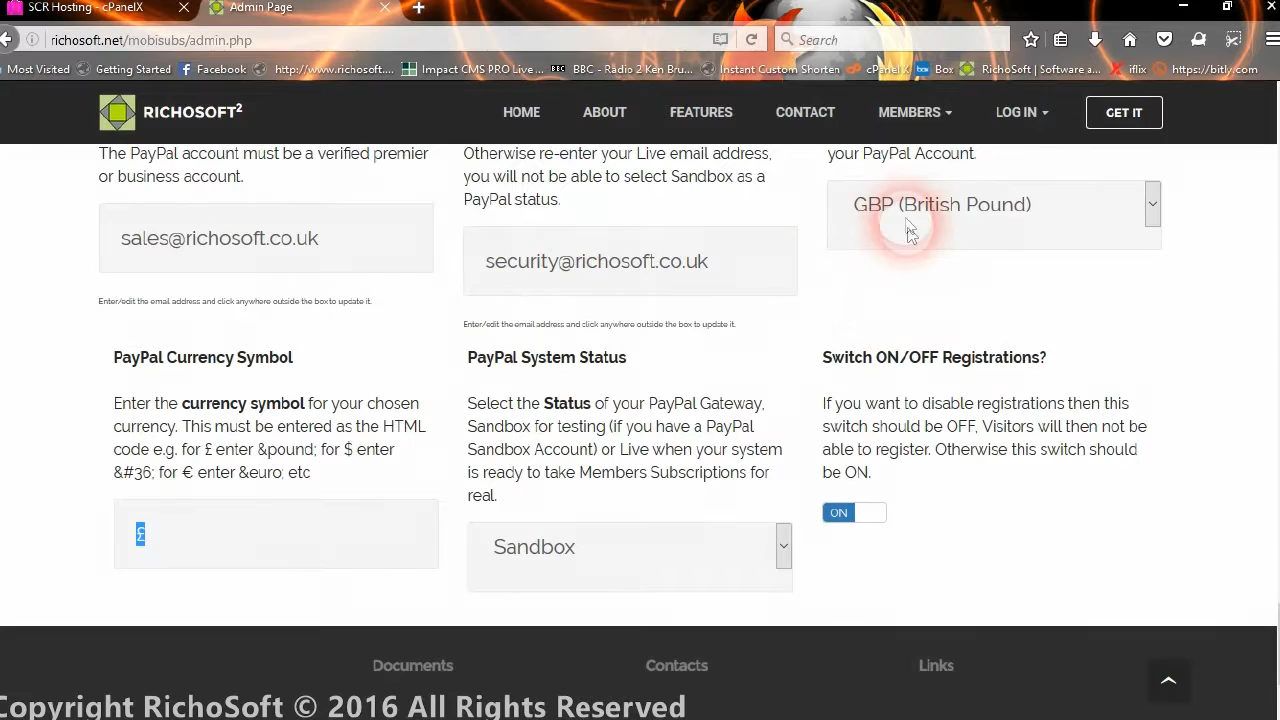 SCR Hosting - cPanelX
Admin Page
richosoft.net/mobisubs/admin.php
Search
Most Visited
Getting Started
Facebook
http://www.richosoft....
Impact CMS PRO Live ...
BBC - Radio 2 Ken Bru...
Instant Custom Shorten
cPanel X
Box
RichoSoft | Software a...
iflix
https://bitly.com
RICHOSOFT²
HOME
ABOUT
FEATURES
CONTACT
MEMBERS
LOG IN
GET IT
The PayPal account must be a verified premier
or business account.
sales@richosoft.co.uk
Enter/edit the email address and click anywhere outside the box to update it.
Otherwise re-enter your Live email address,
you will not be able to select Sandbox as a
PayPal status.
security@richosoft.co.uk
Enter/edit the email address and click anywhere outside the box to update it.
your PayPal Account.
GBP (British Pound)
PayPal Currency Symbol
Enter the currency symbol for your chosen
currency. This must be entered as the HTML
code e.g. for £ enter &pound; for $ enter
&#36; for € enter &euro; etc
£
PayPal System Status
Select the Status of your PayPal Gateway,
Sandbox for testing (if you have a PayPal
Sandbox Account) or Live when your system
is ready to take Members Subscriptions for
real.
Sandbox
Switch ON/OFF Registrations?
If you want to disable registrations then this
switch should be OFF, Visitors will then not be
able to register. Otherwise this switch should
be ON.
ON
Documents
Contacts
Links
Copyright RichoSoft © 2016 All Rights Reserved